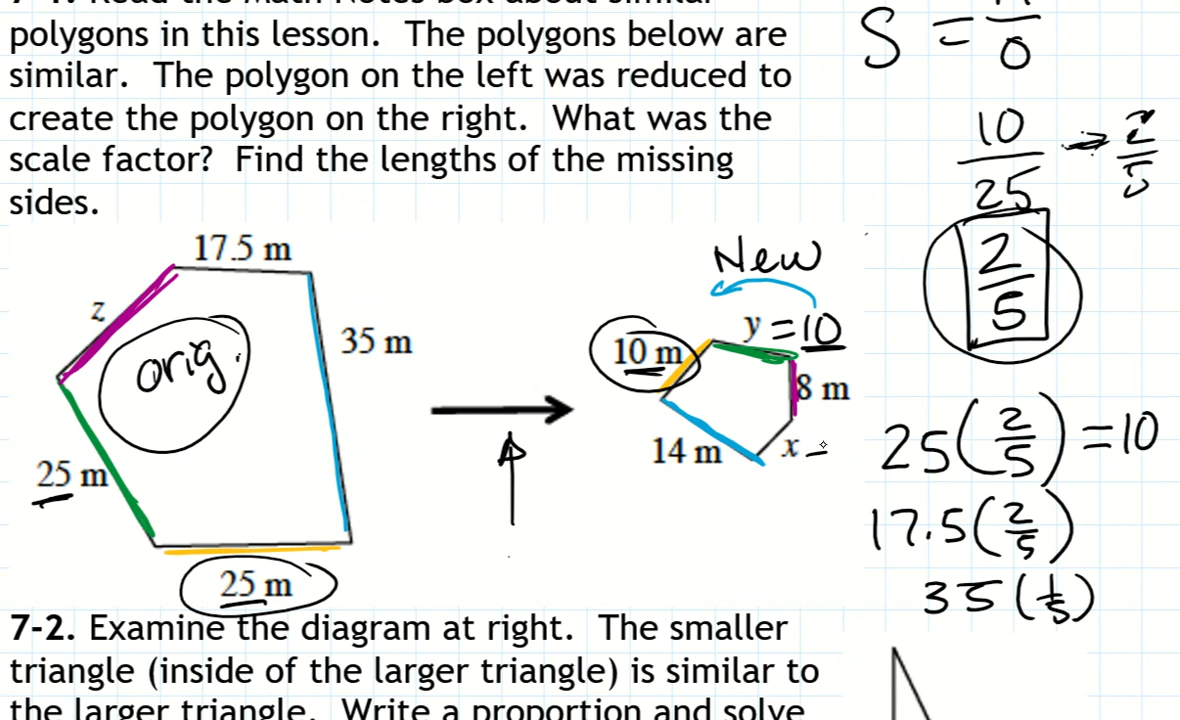 polygons in this lesson. The polygons below are
similar. The polygon on the left was reduced to
create the polygon on the right. What was the
scale factor? Find the lengths of the missing
sides.
S = 
0
10
25
2
5
2
5
17.5 m
z
orig.
35 m
25 m
25 m
New
y = 10
10 m
8 m
14 m
x =
25(2/5) = 10
17.5(2/5)
35(1/5)
7-2. Examine the diagram at right. The smaller
triangle (inside of the larger triangle) is similar to
the larger triangle. Write a proportion and solve